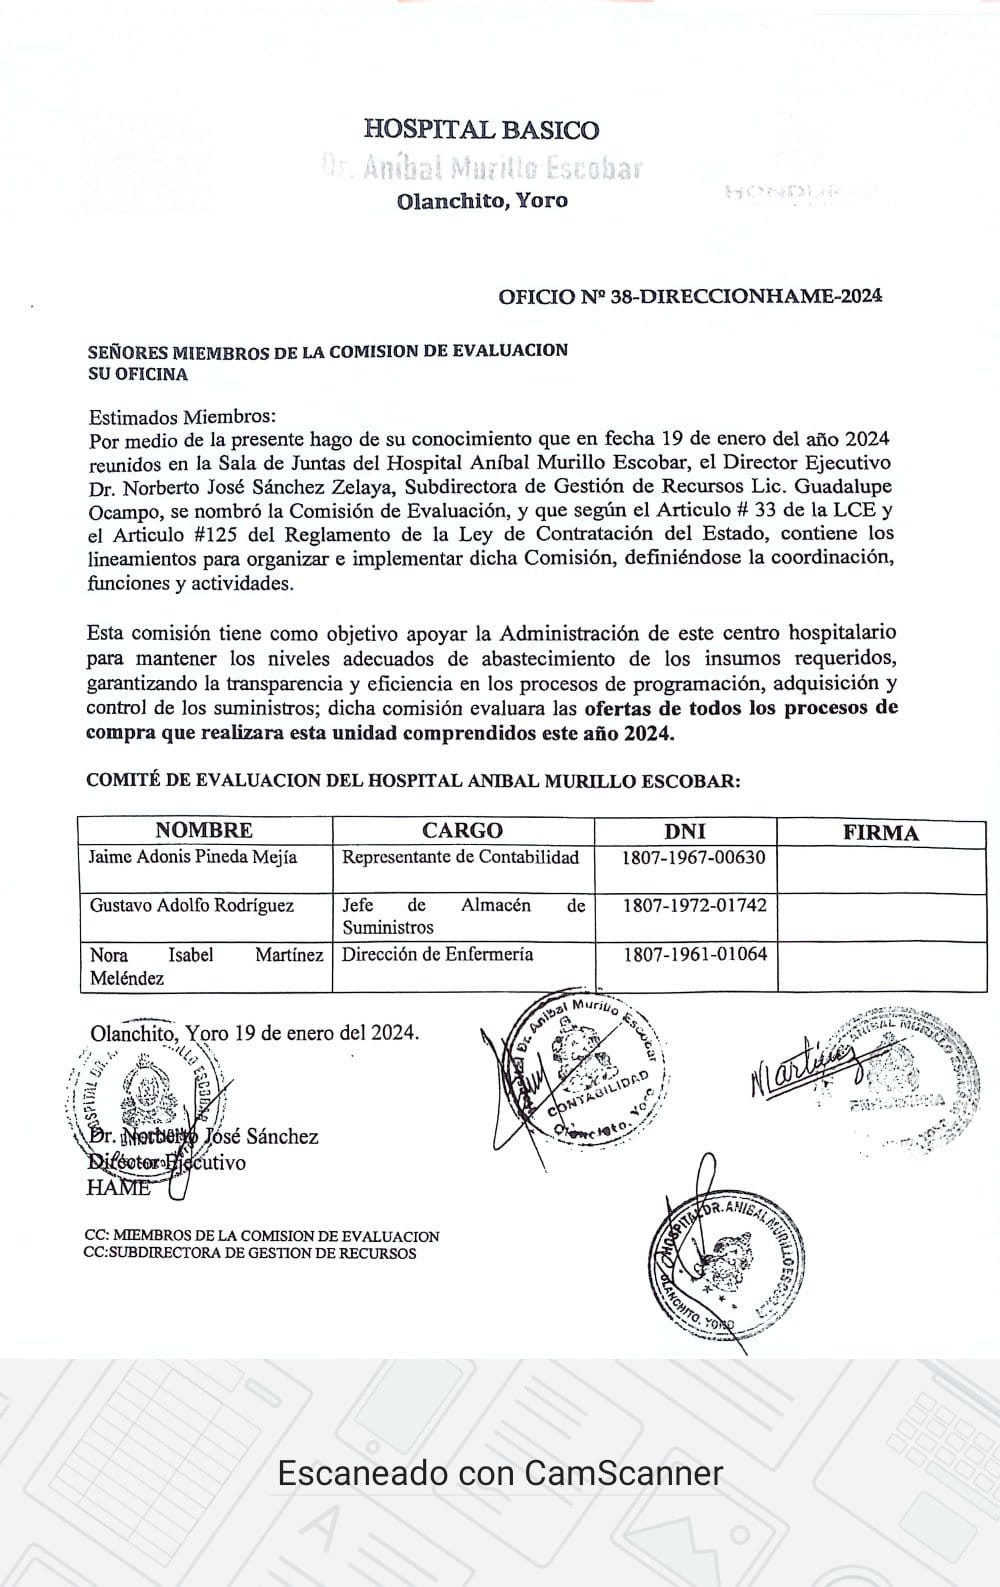 HOSPITAL BASICO
Dr. Aníbal Murillo Escobar
Olanchito, Yoro
OFICIO Nº 38-DIRECCIONHAME-2024
SEÑORES MIEMBROS DE LA COMISION DE EVALUACION
SU OFICINA
Estimados Miembros:
Por medio de la presente hago de su conocimiento que en fecha 19 de enero del año 2024
reunidos en la Sala de Juntas del Hospital Aníbal Murillo Escobar, el Director Ejecutivo
Dr. Norberto José Sánchez Zelaya, Subdirectora de Gestión de Recursos Lic. Guadalupe
Ocampo, se nombró la Comisión de Evaluación, y que según el Articulo # 33 de la LCE y
el Articulo #125 del Reglamento de la Ley de Contratación del Estado, contiene los
lineamientos para organizar e implementar dicha Comisión, definiéndose la coordinación,
funciones y actividades.
Esta comisión tiene como objetivo apoyar la Administración de este centro hospitalario
para mantener los niveles adecuados de abastecimiento de los insumos requeridos,
garantizando la transparencia y eficiencia en los procesos de programación, adquisición y
control de los suministros; dicha comisión evaluara las ofertas de todos los procesos de
compra que realizara esta unidad comprendidos este año 2024.
COMITÉ DE EVALUACION DEL HOSPITAL ANIBAL MURILLO ESCOBAR:
NOMBRE CARGO DNI FIRMA
Jaime Adonis Pineda Mejía Representante de Contabilidad 1807-1967-00630
Gustavo Adolfo Rodríguez Jefe de Almacén de 1807-1972-01742
Suministros
Nora Isabel Martínez Dirección de Enfermería 1807-1961-01064
Meléndez
Olanchito, Yoro 19 de enero del 2024.
Dr. Anibal Murillo Escobar
CONTABILIDAD
Olanchito, Yoro
Martínez
Dr. Norberto José Sánchez
Director Ejecutivo
HAME
HOSPITAL DR. ANIBAL MURILLO ESCOBAR
OLANCHITO, YORO
CC: MIEMBROS DE LA COMISION DE EVALUACION
CC:SUBDIRECTORA DE GESTION DE RECURSOS
Escaneado con CamScanner